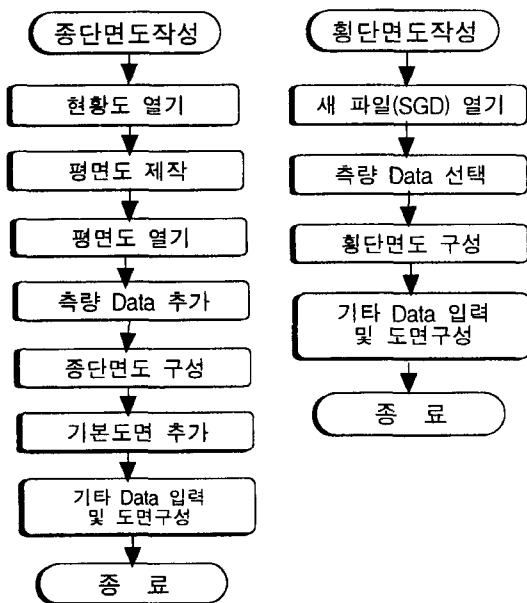 종단면도작성
현황도 열기
평면도 제작
평면도 열기
측량 Data 추가
종단면도 구성
기본도면 추가
기타 Data 입력
및 도면구성
종 료
횡단면도작성
새 파일(SGD) 열기
측량 Data 선택
횡단면도 구성
기타 Data 입력
및 도면구성
종 료